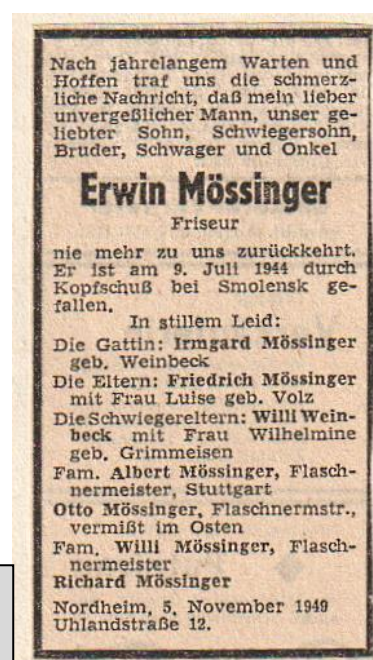 Nach jahrelangem Warten und
Hoffen traf uns die schmerz-
liche Nachricht, daß mein lieber
unvergeßlicher Mann, unser ge-
liebter Sohn, Schwiegersohn,
Bruder, Schwager und Onkel
Erwin Mössinger
Friseur
nie mehr zu uns zurückkehrt.
Er ist am 9. Juli 1944 durch
Kopfschuß bei Smolensk ge-
fallen.
In stillem Leid:
Die Gattin: Irmgard Mössinger
geb. Weinbeck
Die Eltern: Friedrich Mössinger
mit Frau Luise geb. Volz
Die Schwiegereltern: Willi Wein-
beck mit Frau Wilhelmine
geb. Grimmeisen
Fam. Albert Mössinger, Flasch-
nermeister, Stuttgart
Otto Mössinger, Flaschnermstr.,
vermißt im Osten
Fam. Willi Mössinger, Flasch-
nermeister
Richard Mössinger
Nordheim, 5. November 1949
Uhlandstraße 12.